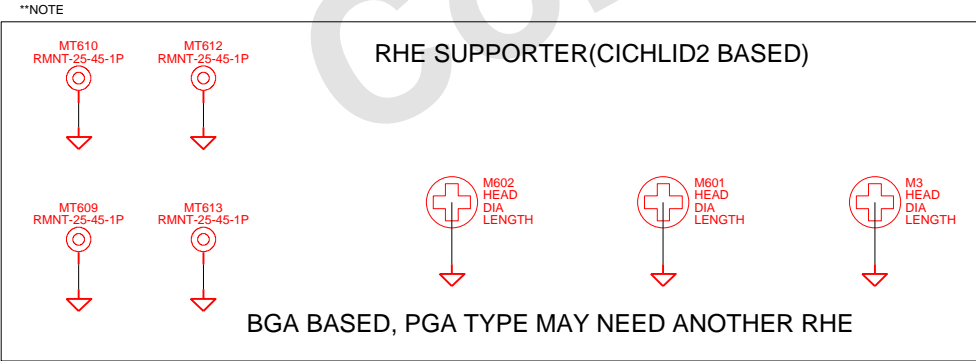 **NOTE
RHE SUPPORTER(CICHLID2 BASED)
MT610
RMNT-25-45-1P
MT612
RMNT-25-45-1P
MT609
RMNT-25-45-1P
MT613
RMNT-25-45-1P
M602
HEAD
DIA
LENGTH
M601
HEAD
DIA
LENGTH
M3
HEAD
DIA
LENGTH
BGA BASED, PGA TYPE MAY NEED ANOTHER RHE